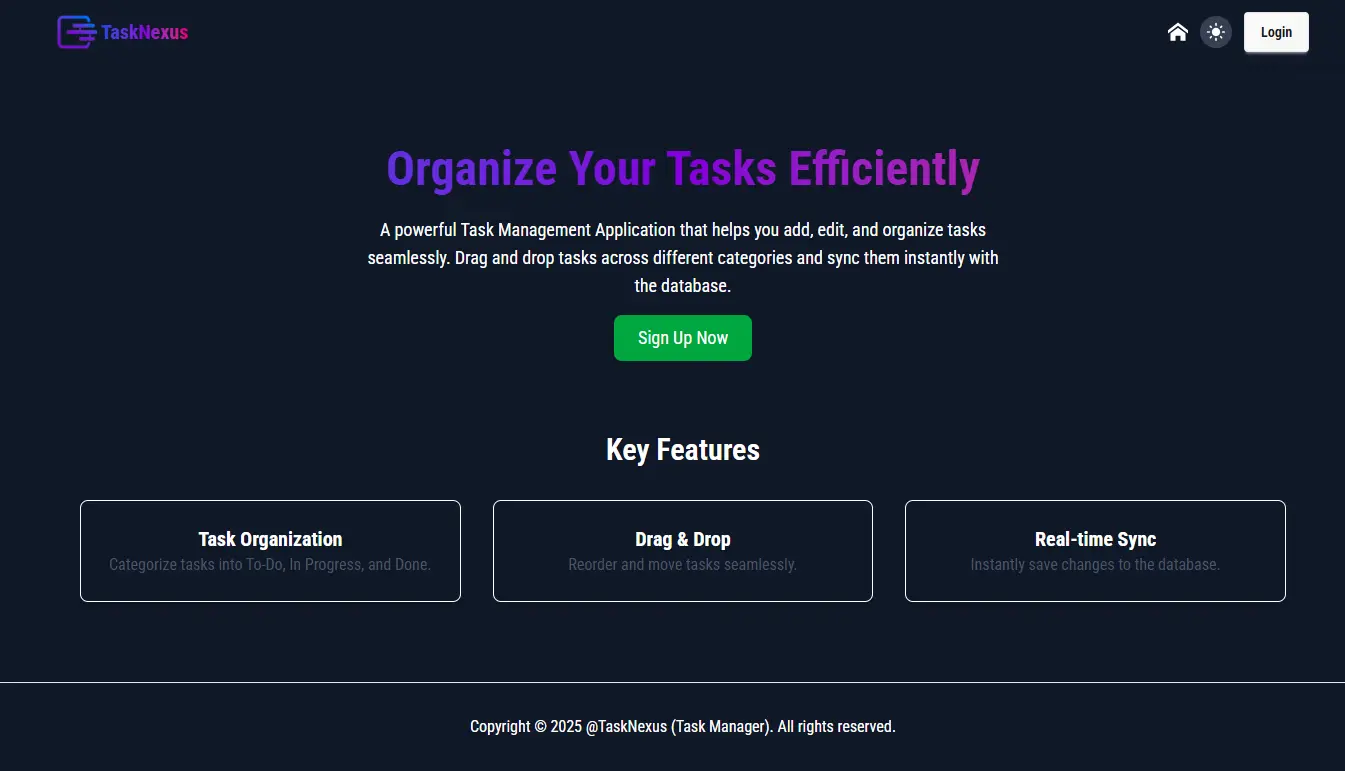 TaskNexus
Login
Organize Your Tasks Efficiently
A powerful Task Management Application that helps you add, edit, and organize tasks
seamlessly. Drag and drop tasks across different categories and sync them instantly with
the database.
Sign Up Now
Key Features
Task Organization
Categorize tasks into To-Do, In Progress, and Done.
Drag & Drop
Reorder and move tasks seamlessly.
Real-time Sync
Instantly save changes to the database.
Copyright © 2025 @TaskNexus (Task Manager). All rights reserved.